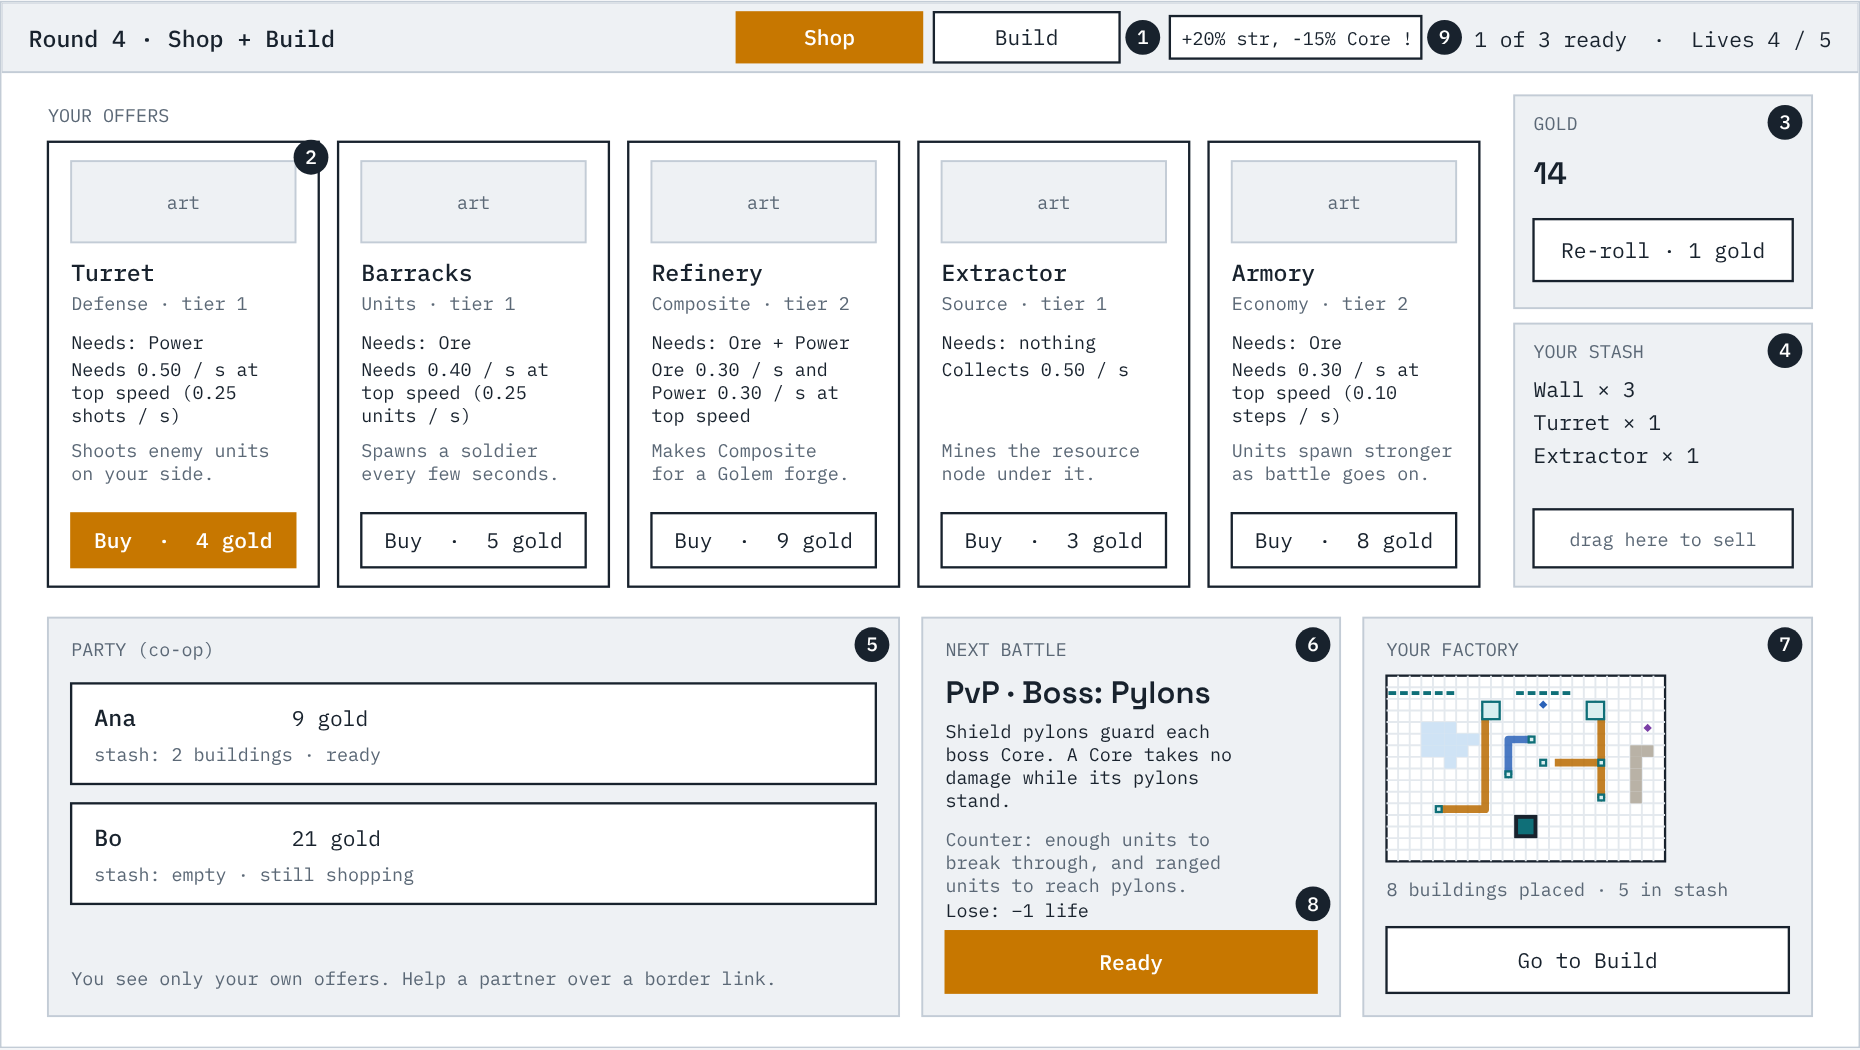 Round 4 · Shop + Build
Shop
Build
1
+20% str, -15% Core !
9
1 of 3 ready · Lives 4 / 5
YOUR OFFERS
2
art
Turret
Defense · tier 1
Needs: Power
Needs 0.50 / s at
top speed (0.25
shots / s)
Shoots enemy units
on your side.
Buy · 4 gold
art
Barracks
Units · tier 1
Needs: Ore
Needs 0.40 / s at
top speed (0.25
units / s)
Spawns a soldier
every few seconds.
Buy · 5 gold
art
Refinery
Composite · tier 2
Needs: Ore + Power
Ore 0.30 / s and
Power 0.30 / s at
top speed
Makes Composite
for a Golem forge.
Buy · 9 gold
art
Extractor
Source · tier 1
Needs: nothing
Collects 0.50 / s
Mines the resource
node under it.
Buy · 3 gold
art
Armory
Economy · tier 2
Needs: Ore
Needs 0.30 / s at
top speed (0.10
steps / s)
Units spawn stronger
as battle goes on.
Buy · 8 gold
GOLD
3
14
Re-roll · 1 gold
YOUR STASH
4
Wall × 3
Turret × 1
Extractor × 1
drag here to sell
PARTY (co-op)
5
Ana 9 gold
stash: 2 buildings · ready
Bo 21 gold
stash: empty · still shopping
You see only your own offers. Help a partner over a border link.
NEXT BATTLE
6
PvP · Boss: Pylons
Shield pylons guard each
boss Core. A Core takes no
damage while its pylons
stand.
Counter: enough units to
break through, and ranged
units to reach pylons.
Lose: −1 life
8
Ready
YOUR FACTORY
7
8 buildings placed · 5 in stash
Go to Build